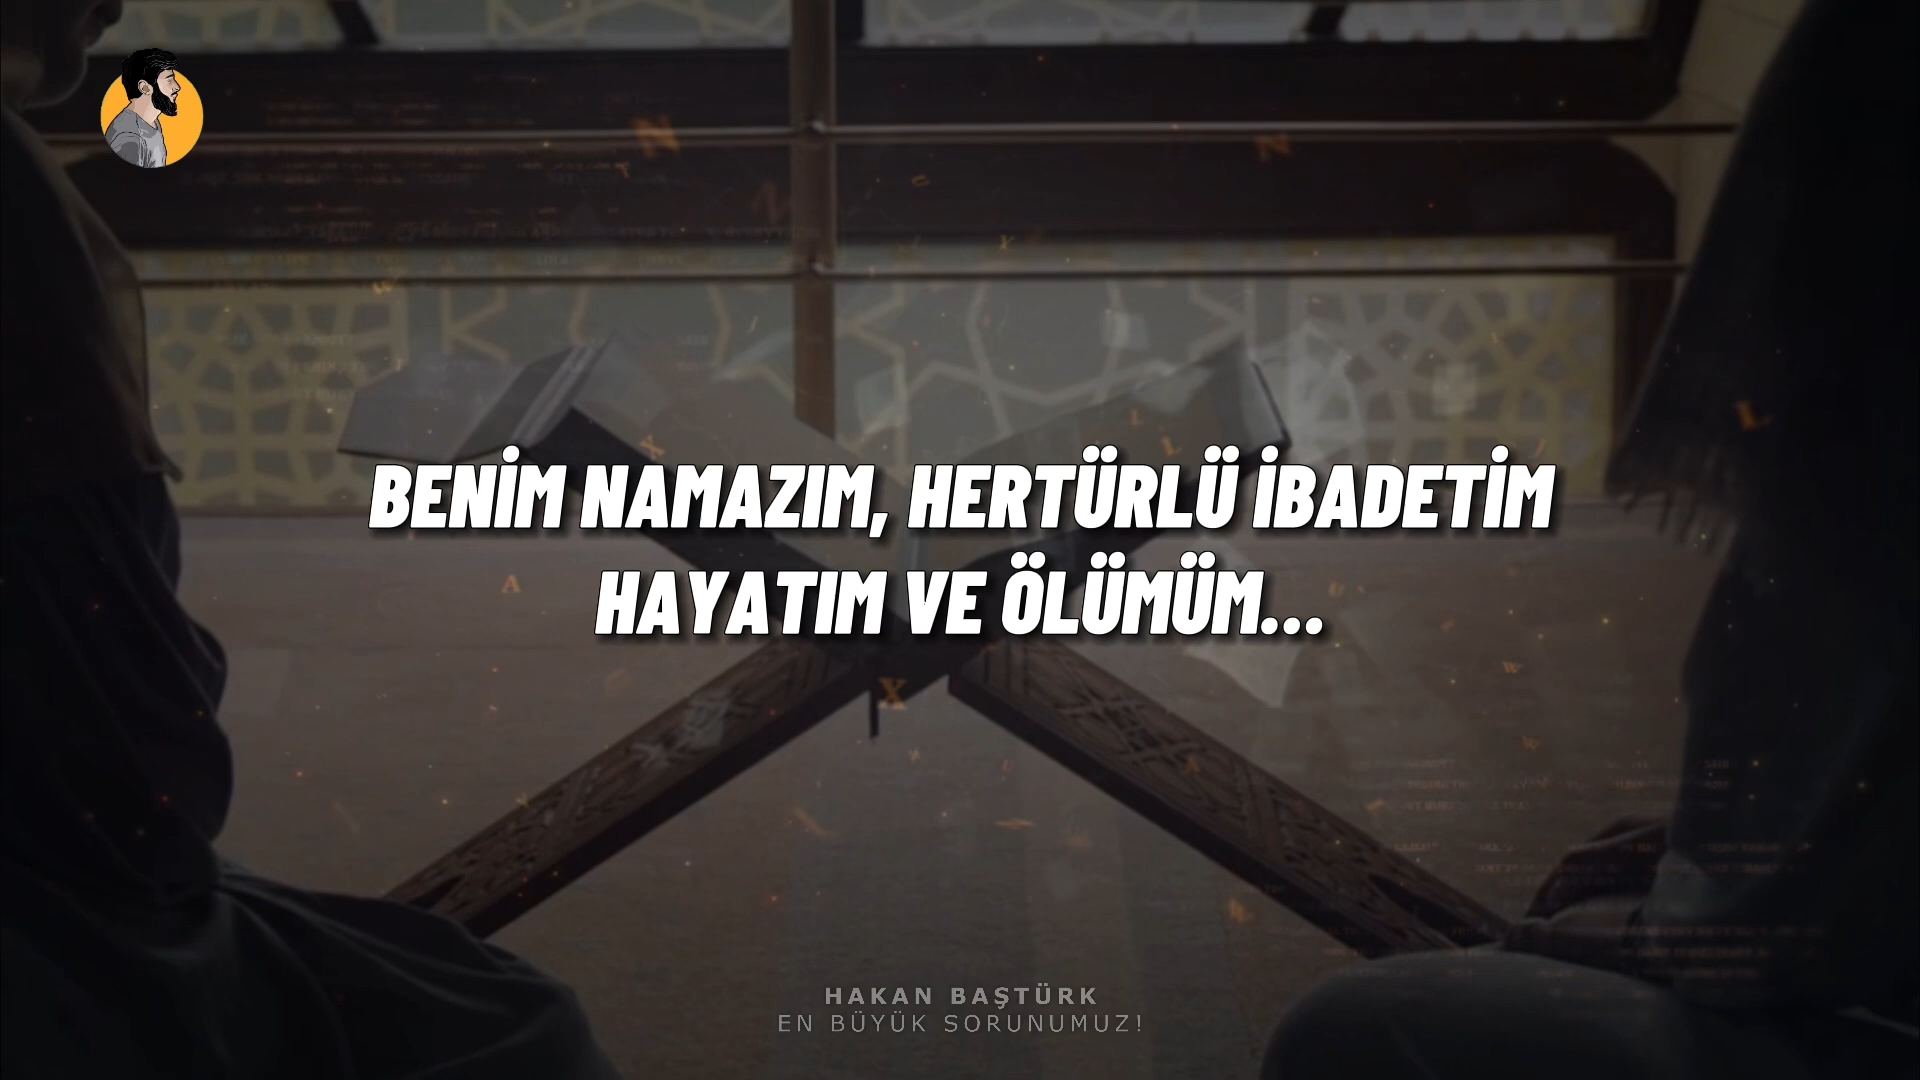 BENİM NAMAZIM, HERTÜRLÜ İBADETİM
HAYATIM VE ÖLÜMÜM...
HAKAN BAŞTÜRK
EN BÜYÜK SORUNUMUZ!